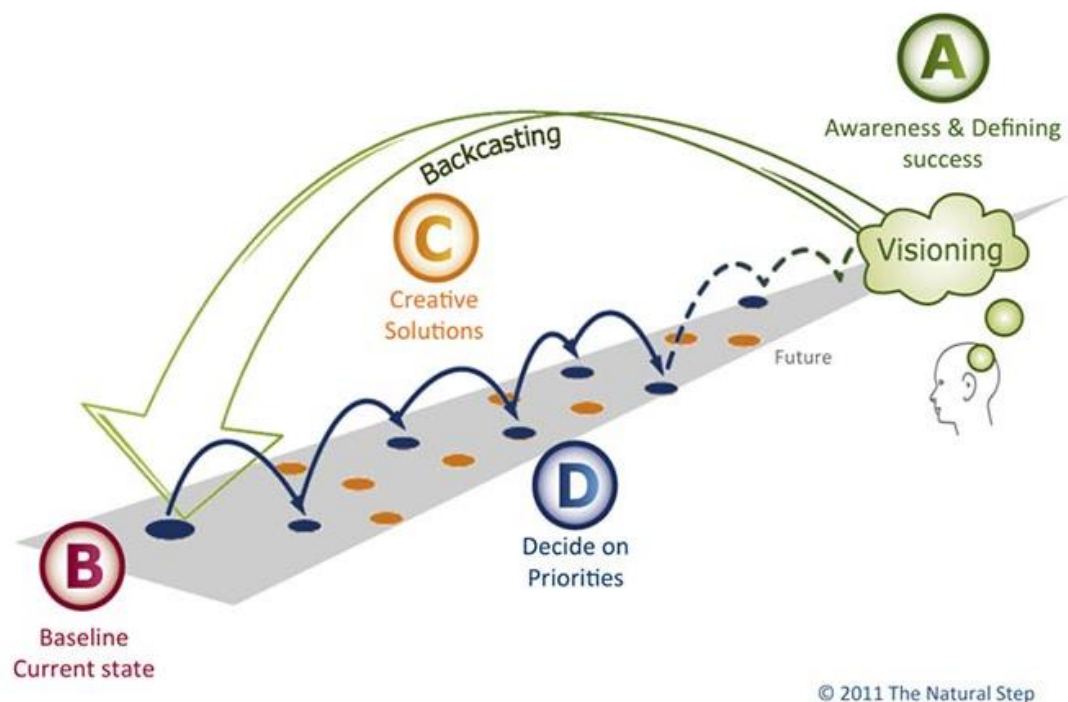 A
Awareness & Defining
success
Backcasting
Visioning
C
Creative
Solutions
Future
D
Decide on
Priorities
B
Baseline
Current state
© 2011 The Natural Step